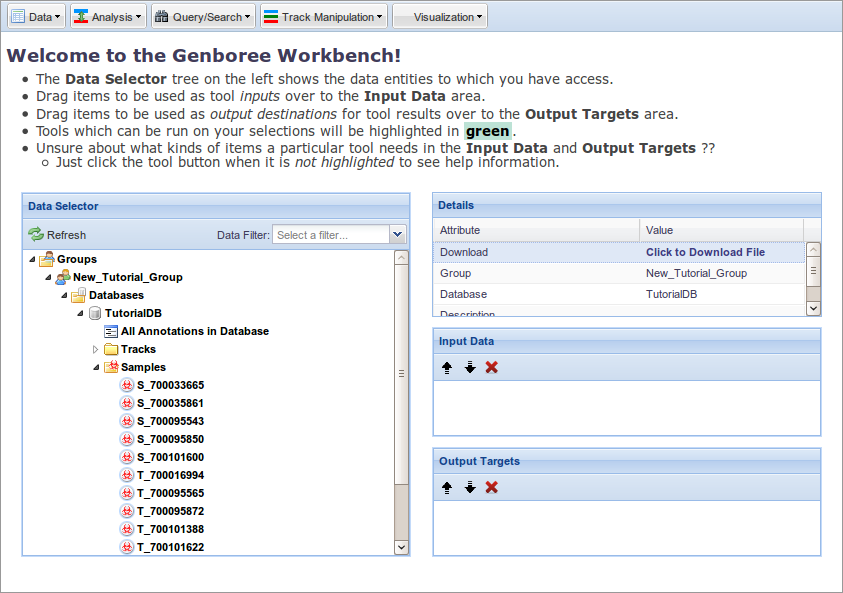 Data Analysis Query/Search Track Manipulation Visualization
Welcome to the Genboree Workbench!
The Data Selector tree on the left shows the data entities to which you have access.
Drag items to be used as tool inputs over to the Input Data area.
Drag items to be used as output destinations for tool results over to the Output Targets area.
Tools which can be run on your selections will be highlighted in green.
Unsure about what kinds of items a particular tool needs in the Input Data and Output Targets ??
Just click the tool button when it is not highlighted to see help information.
Data Selector
Refresh Data Filter: Select a filter...
Groups
New_Tutorial_Group
Databases
TutorialDB
All Annotations in Database
Tracks
Samples
S_700033665
S_700035861
S_700095543
S_700095850
S_700101600
T_700016994
T_700095565
T_700095872
T_700101388
T_700101622
Details
Attribute Value
Download Click to Download File
Group New_Tutorial_Group
Database TutorialDB
Description
Input Data
Output Targets